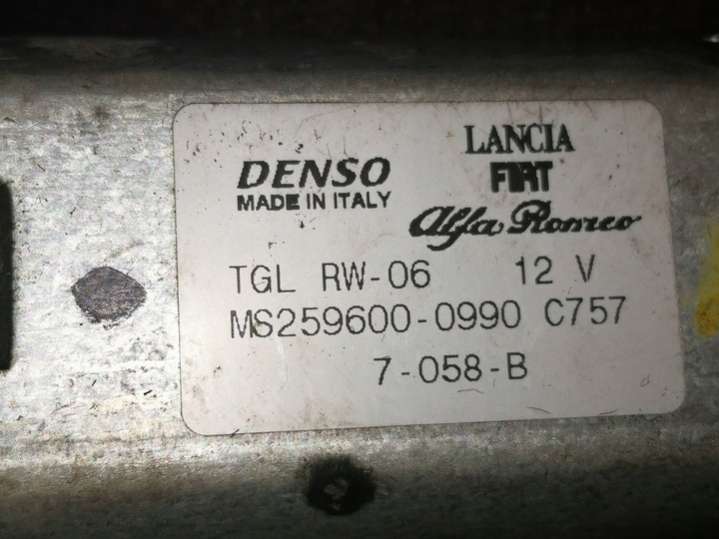 LANCIA
DENSO FIAT
MADE IN ITALY
Alfa Romeo
TGL RW-06 12 V
MS259600-0990 C757
7-058-B